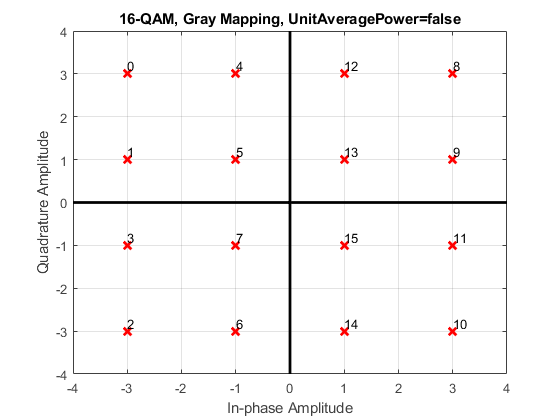 16-QAM, Gray Mapping, UnitAveragePower=false
4
3
2
1
0
-1
-2
-3
-4
Quadrature Amplitude
0 4 12 8
1 5 13 9
3 7 15 11
2 6 14 10
-4 -3 -2 -1 0 1 2 3 4
In-phase Amplitude